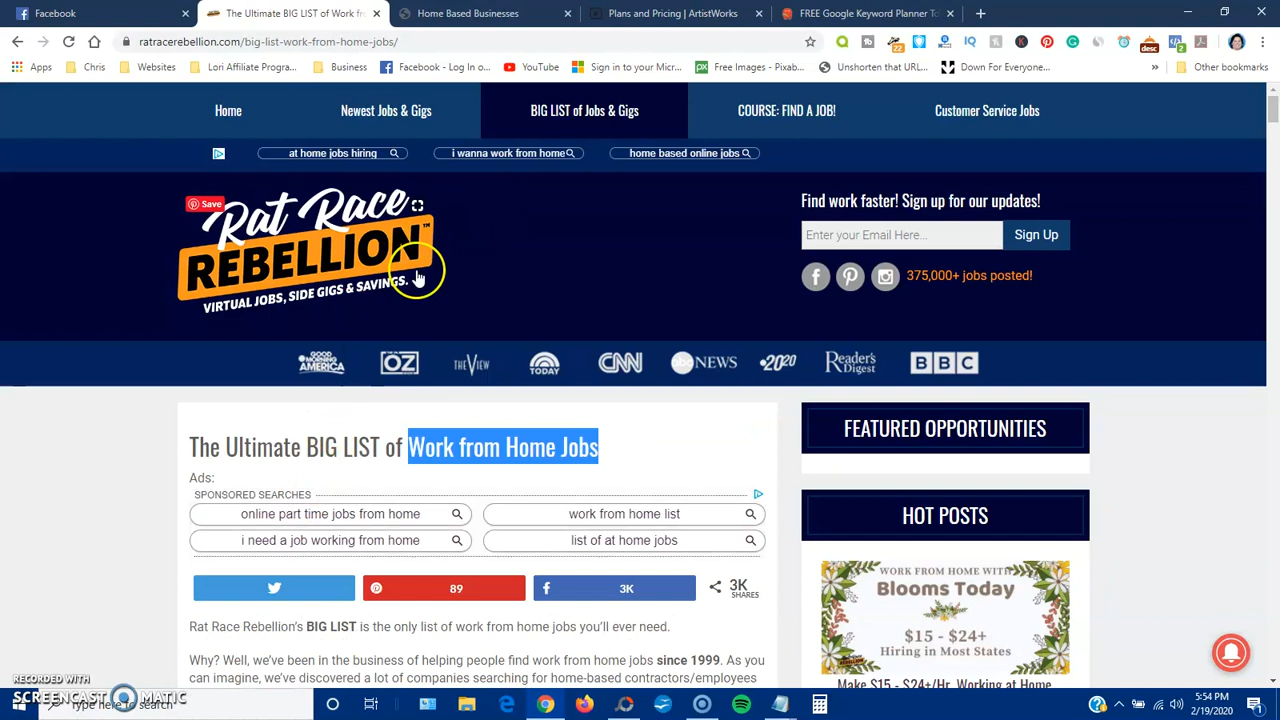 Facebook
The Ultimate BIG LIST of Work fr
Home Based Businesses
Plans and Pricing | ArtistWorks
FREE Google Keyword Planner To
ratracerebellion.com/big-list-work-from-home-jobs/
22
desc
2
Apps
Chris
Websites
Lori Affiliate Progra...
Business
Facebook - Log In o...
YouTube
Sign in to your Micr...
Free Images - Pixab...
Unshorten that URL...
Down For Everyone...
»
Other bookmarks
Home
Newest Jobs & Gigs
BIG LIST of Jobs & Gigs
COURSE: FIND A JOB!
Customer Service Jobs
at home jobs hiring
i wanna work from home
home based online jobs
Save
Rat Race
REBELLION™
VIRTUAL JOBS, SIDE GIGS & SAVINGS.
Find work faster! Sign up for our updates!
Enter your Email Here...
Sign Up
375,000+ jobs posted!
GOOD MORNING AMERICA
OZ
THE VIEW
TODAY
CNN
abc NEWS
2020
Reader's Digest
BBC
The Ultimate BIG LIST of Work from Home Jobs
Ads:
SPONSORED SEARCHES
online part time jobs from home
work from home list
i need a job working from home
list of at home jobs
89
3K
3K
SHARES
Rat Race Rebellion's BIG LIST is the only list of work from home jobs you'll ever need.
Why? Well, we've been in the business of helping people find work from home jobs since 1999. As you
can imagine, we've discovered a lot of companies searching for home-based contractors/employees
FEATURED OPPORTUNITIES
HOT POSTS
WORK FROM HOME WITH
Blooms Today
$15 - $24+
Hiring in Most States
Make $15 - $24+/Hr. Working at Home
RECORDED WITH
SCREENCAST MATIC
Type here to search
5:54 PM
2/19/2020